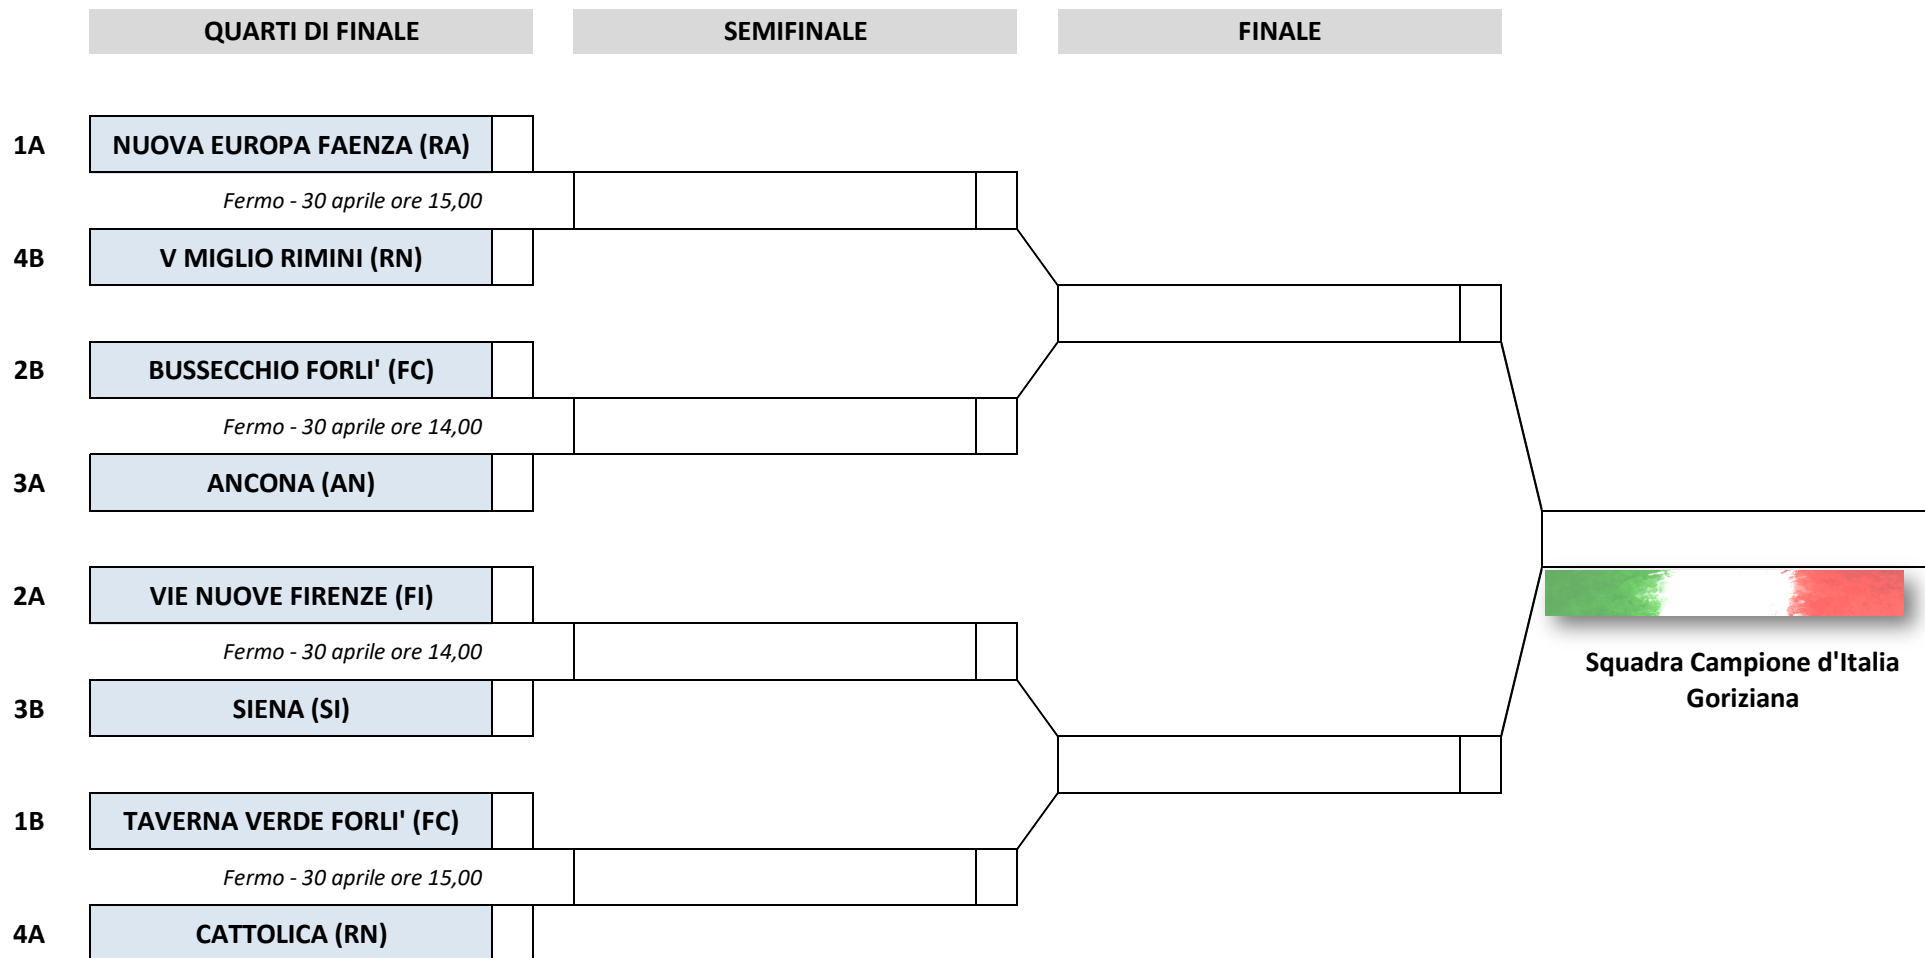 QUARTI DI FINALE
SEMIFINALE
FINALE
1A
NUOVA EUROPA FAENZA (RA)
Fermo - 30 aprile ore 15,00
4B
V MIGLIO RIMINI (RN)
2B
BUSSECCHIO FORLI' (FC)
Fermo - 30 aprile ore 14,00
3A
ANCONA (AN)
2A
VIE NUOVE FIRENZE (FI)
Fermo - 30 aprile ore 14,00
3B
SIENA (SI)
1B
TAVERNA VERDE FORLI' (FC)
Fermo - 30 aprile ore 15,00
4A
CATTOLICA (RN)
Squadra Campione d'Italia
Goriziana